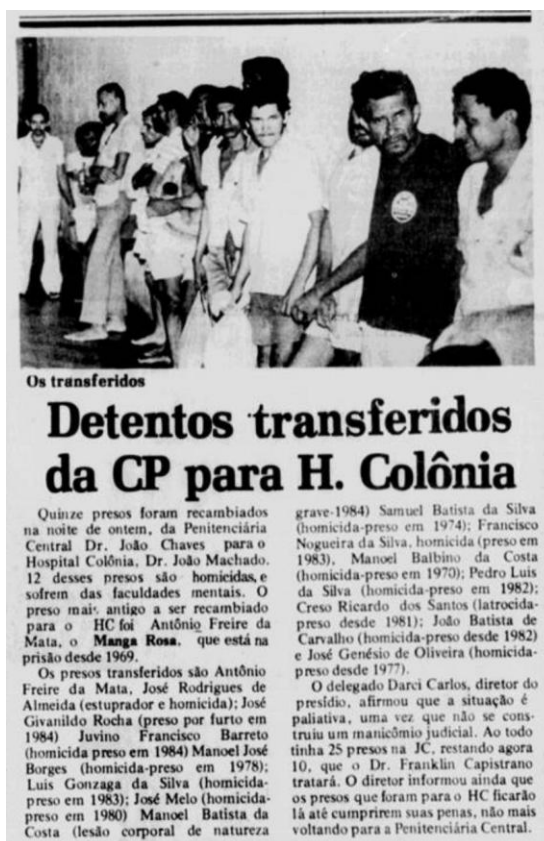 Os transferidos
Detentos transferidos
da CP para H. Colônia
Quinze presos foram recambiados
na noite de ontem, da Penitenciária
Central Dr. João Chaves para o
Hospital Colônia, Dr. João Machado.
12 desses presos são homicidas, e
sofrem das faculdades mentais. O
preso mais antigo a ser recambiado
para o HC foi Antônio Freire da
Mata, o Manga Rosa, que está na
prisão desde 1969.
Os presos transferidos são Antônio
Freire da Mata, José Rodrigues de
Almeida (estuprador e homicida); José
Givanildo Rocha (preso por furto em
1984) Juvino Francisco Barreto
(homicida preso em 1984) Manoel José
Borges (homicida-preso em 1978);
Luis Gonzaga da Silva (homicida-
preso em 1983); José Melo (homicida-
preso em 1980) Manoel Batista da
Costa (lesão corporal de natureza
grave-1984) Samuel Batista da Silva
(homicida-preso em 1974); Francisco
Nogueira da Silva, homicida (preso em
1983), Manoel Balbino da Costa
(homicida-preso em 1970); Pedro Luis
da Silva (homicida-preso em 1982);
Creso Ricardo dos Santos (latrocida-
preso desde 1981); João Batista de
Carvalho (homicida-preso desde 1982)
e José Genésio de Oliveira (homicida-
preso desde 1977).
O delegado Darci Carlos, diretor do
presídio, afirmou que a situação é
paliativa, uma vez que não se cons-
truiu um manicômio judicial. Ao todo
tinha 25 presos na JC, restando agora
10, que o Dr. Franklin Capistrano
tratará. O diretor informou ainda que
os presos que foram para o HC ficarão
lá até cumprirem suas penas, não mais
voltando para a Penitenciária Central.